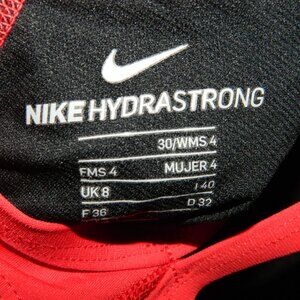 NIKE HYDRASTRONG
30/WMS 4
FMS 4 MUJER 4
UK 8 I 40
F 36 D 32